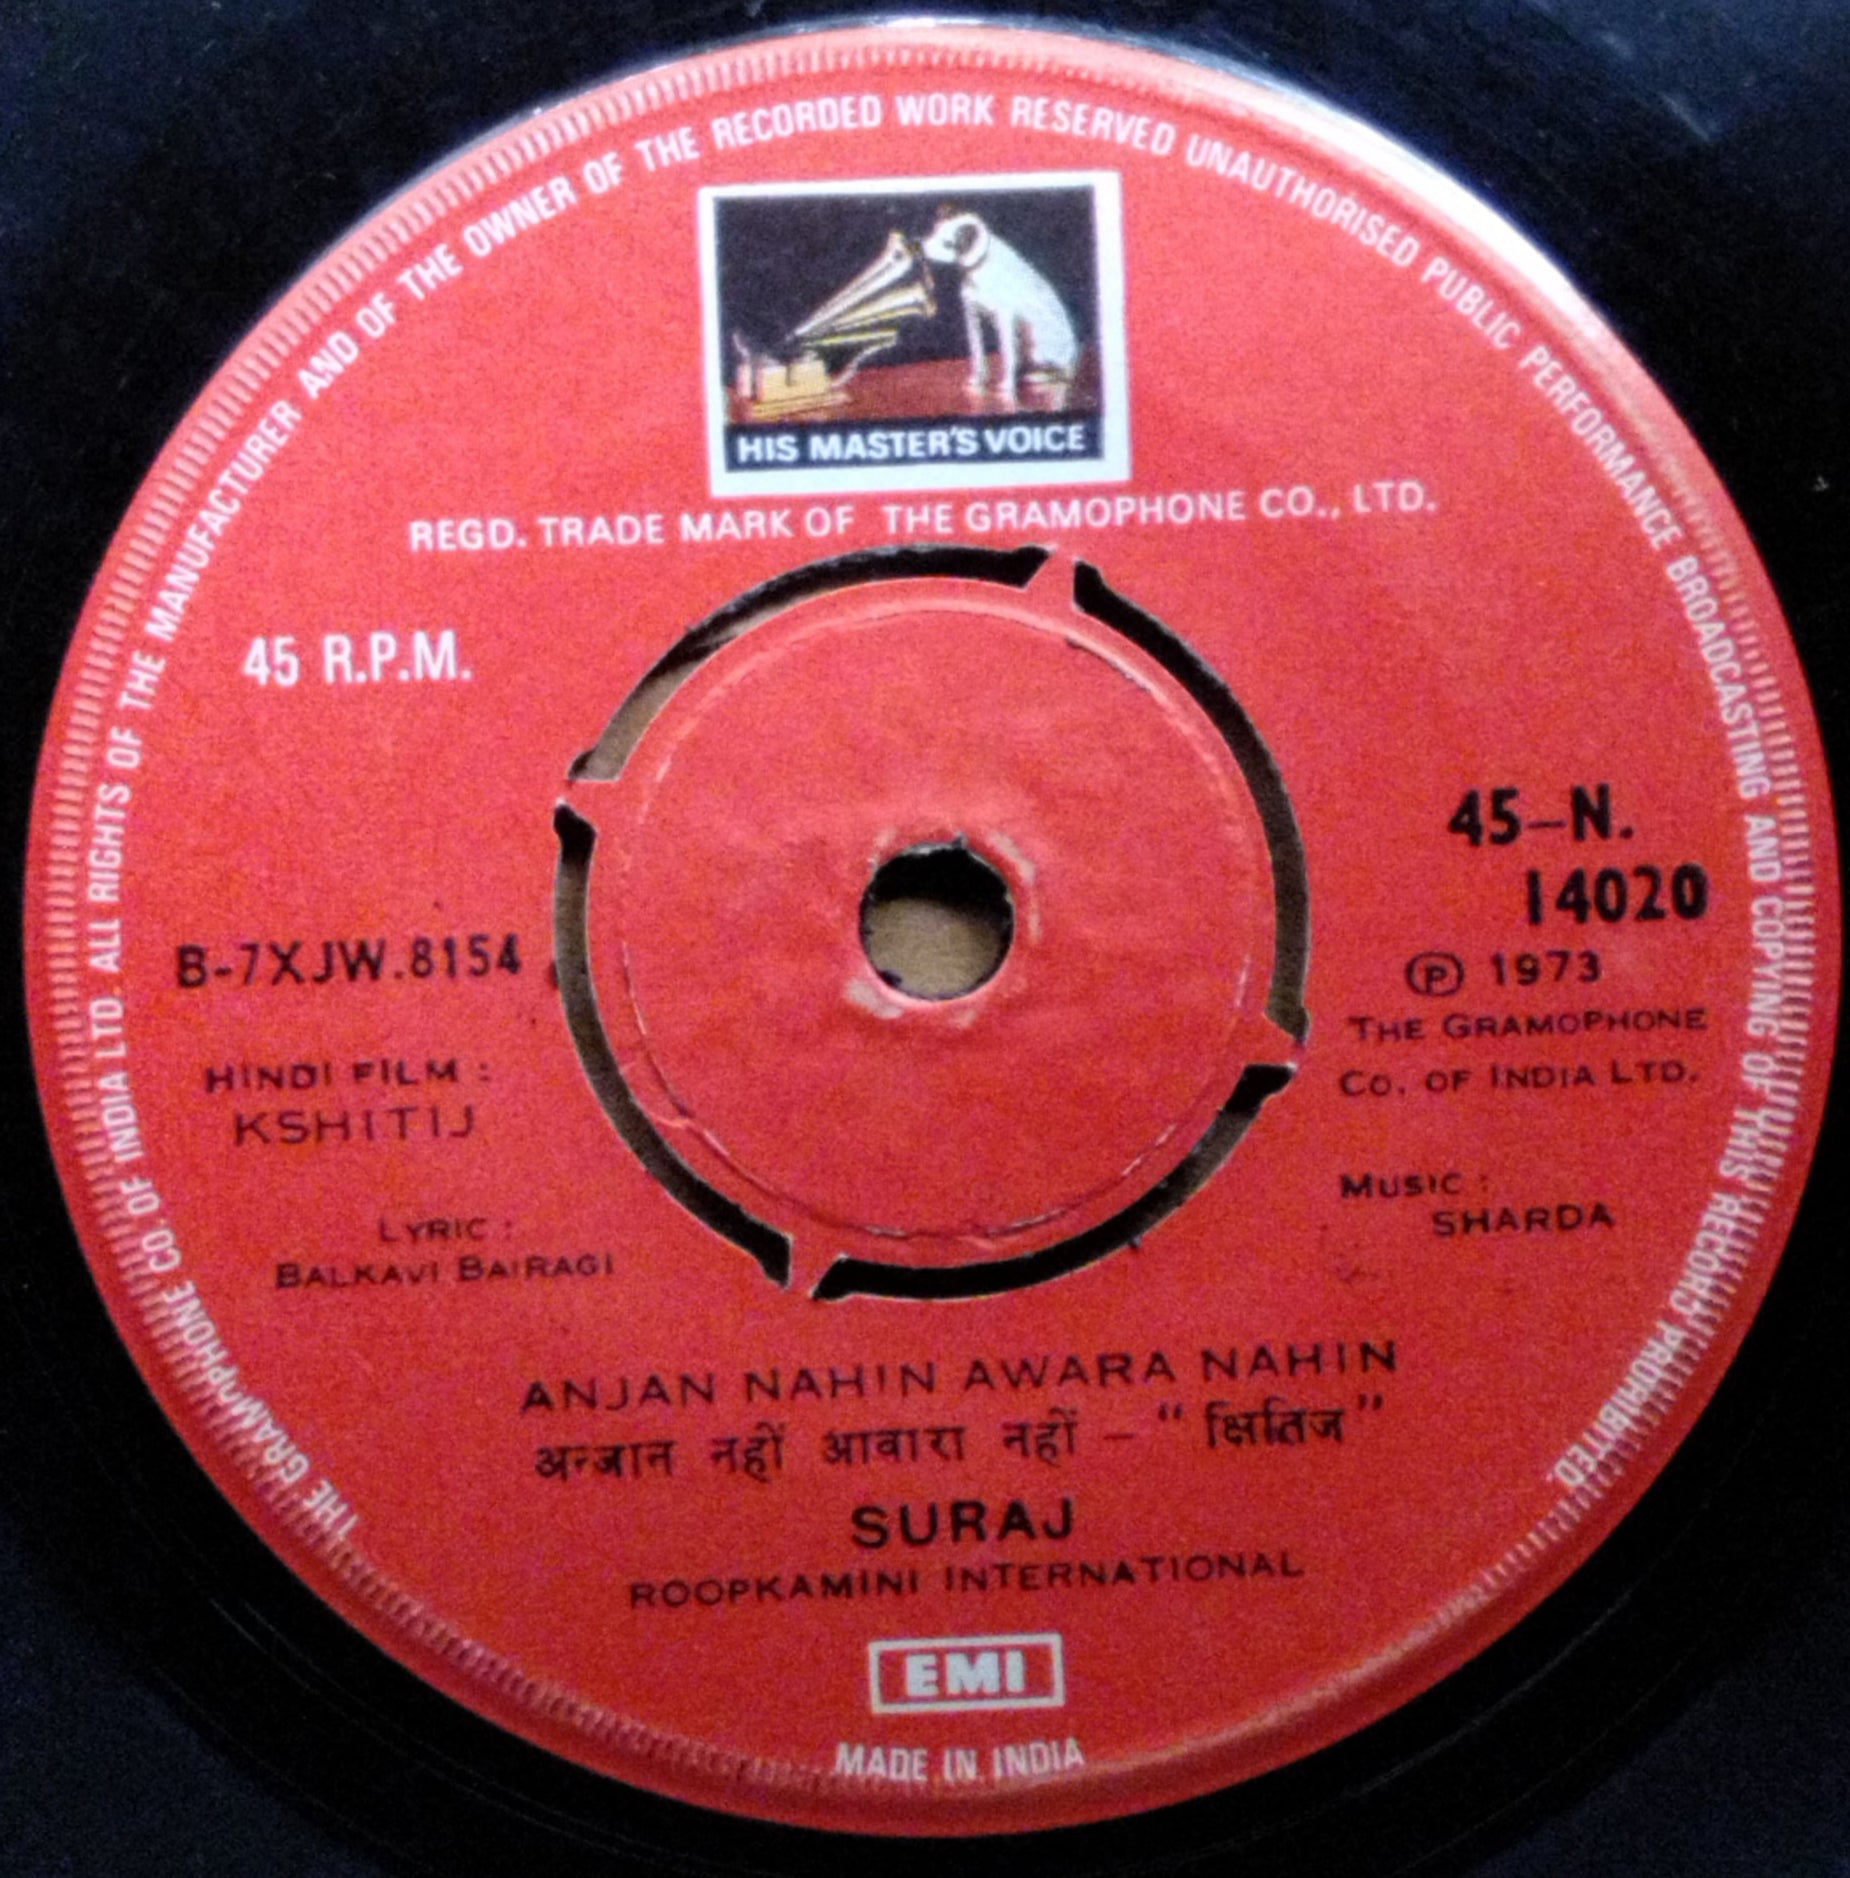 THE GRAMOPHONE CO. OF INDIA LTD. ALL RIGHTS OF THE MANUFACTURER AND OF THE OWNER OF THE RECORDED WORK RESERVED UNAUTHORISED PUBLIC PERFORMANCE BROADCASTING AND COPYING OF THIS RECORD PROHIBITED.
HIS MASTER'S VOICE
REGD. TRADE MARK OF THE GRAMOPHONE CO., LTD.
45 R.P.M.
45-N.
14020
B-7XJW.8154
℗ 1973
THE GRAMOPHONE
CO. OF INDIA LTD.
HINDI FILM :
KSHITIJ
MUSIC :
SHARDA
LYRIC :
BALKAVI BAIRAGI
ANJAN NAHIN AWARA NAHIN
अन्जान नहीं आवारा नहीं - "क्षितिज"
SURAJ
ROOPKAMINI INTERNATIONAL
EMI
MADE IN INDIA